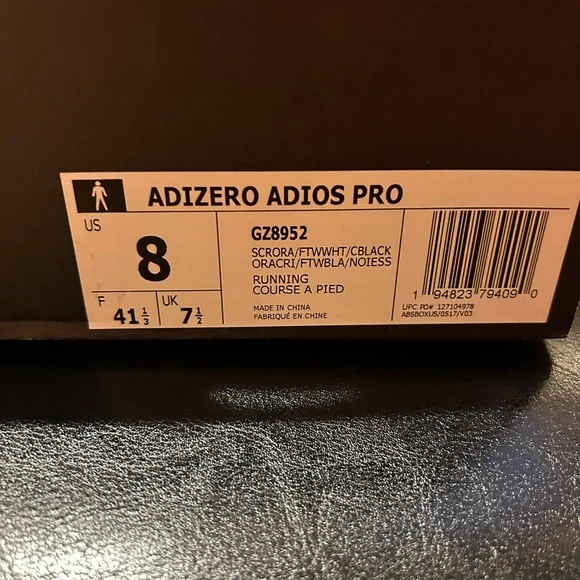 ADIZERO ADIOS PRO
US
8
F
41 1/3
UK
7 1/2
GZ8952
SCRORA/FTWWHT/CBLACK
ORACRI/FTWBLA/NOIESS
RUNNING
COURSE A PIED
MADE IN CHINA
FABRIQUÉ EN CHINE
1 94823 79409 0
UPC PO# 127104978
ABSBOXUS/0517/V03